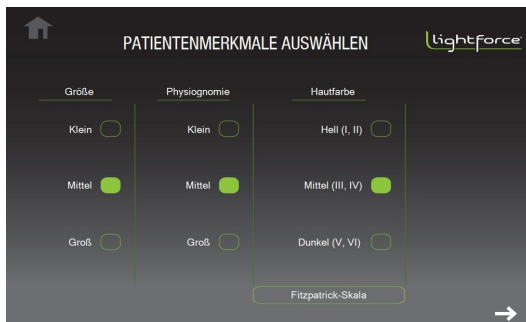 PATIENTENMERKMALE AUSWÄHLEN
lightforce
Größe
Klein
Mittel
Groß
Physiognomie
Klein
Mittel
Groß
Hautfarbe
Hell (I, II)
Mittel (III, IV)
Dunkel (V, VI)
Fitzpatrick-Skala